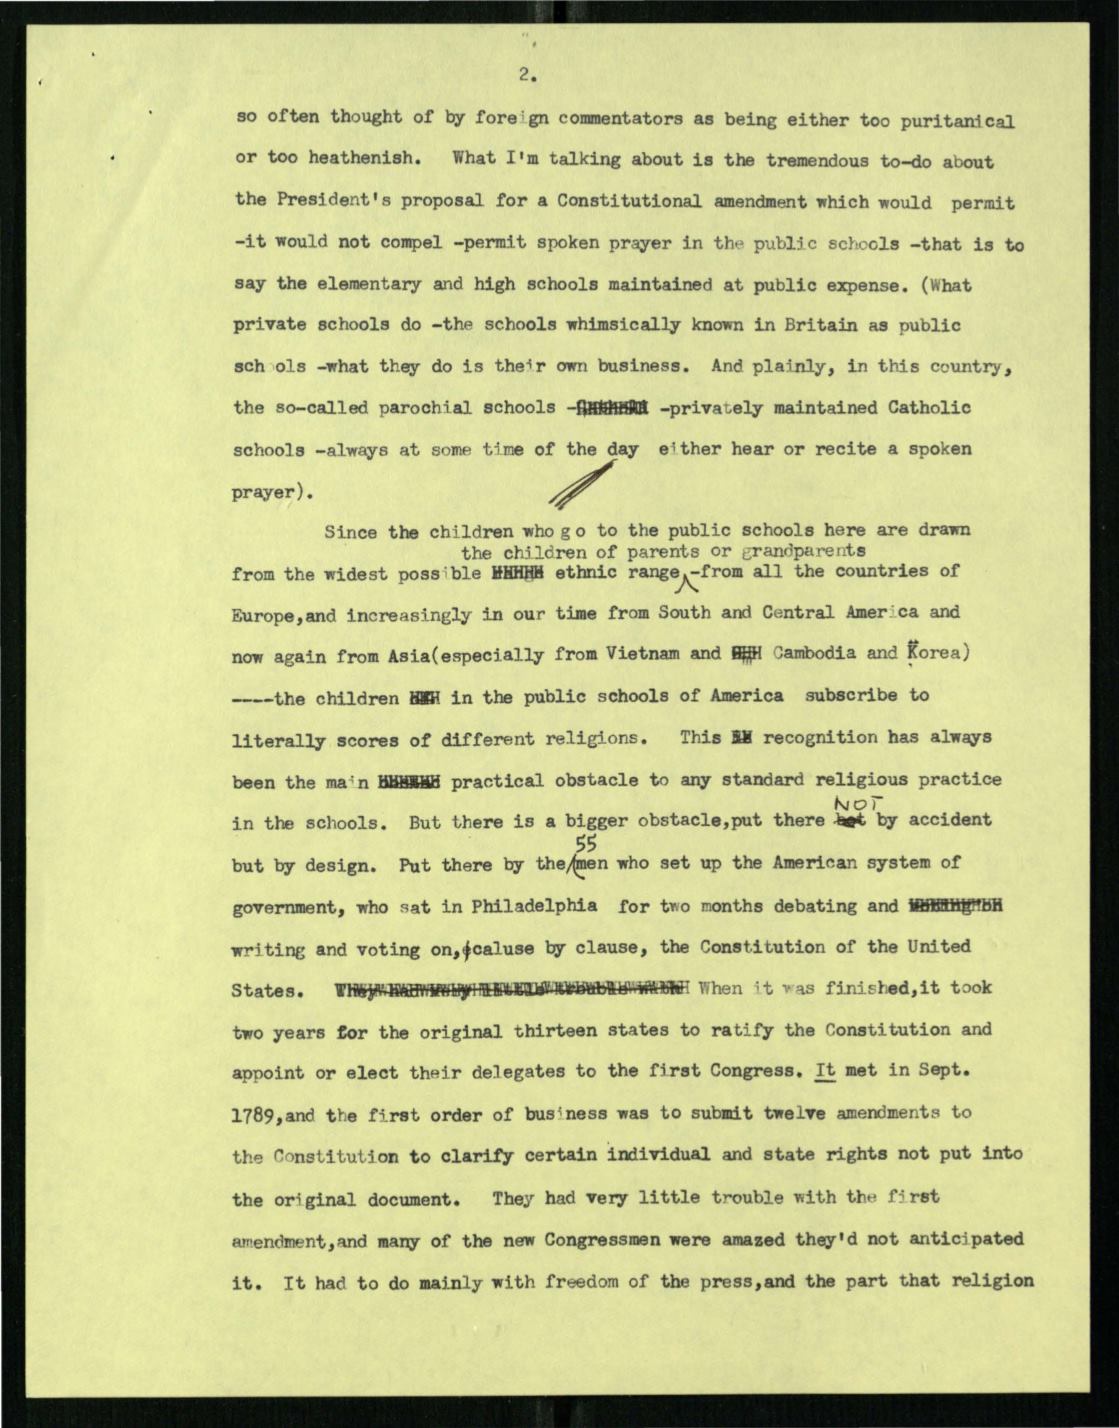 2.
so often thought of by foreign commentators as being either too puritanical
or too heathenish. What I'm talking about is the tremendous to-do about
the President's proposal for a Constitutional amendment which would permit
-it would not compel -permit spoken prayer in the public schools -that is to
say the elementary and high schools maintained at public expense. (What
private schools do -the schools whimsically known in Britain as public
schools -what they do is their own business. And plainly, in this country,
the so-called parochial schools - -privately maintained Catholic
schools -always at some time of the day either hear or recite a spoken
prayer).
Since the children who go to the public schools here are drawn
the children of parents or grandparents
from the widest possible ethnic range -from all the countries of
Europe,and increasingly in our time from South and Central America and
now again from Asia(especially from Vietnam and Cambodia and Korea)
----the children in the public schools of America subscribe to
literally scores of different religions. This recognition has always
been the main practical obstacle to any standard religious practice
NOT
in the schools. But there is a bigger obstacle,put there by accident
55
but by design. Put there by the men who set up the American system of
government, who sat in Philadelphia for two months debating and
writing and voting on, caluse by clause, the Constitution of the United
States. They had very little trouble with When it was finished,it took
two years for the original thirteen states to ratify the Constitution and
appoint or elect their delegates to the first Congress. It met in Sept.
1789,and the first order of business was to submit twelve amendments to
the Constitution to clarify certain individual and state rights not put into
the original document. They had very little trouble with the first
amendment,and many of the new Congressmen were amazed they'd not anticipated
it. It had to do mainly with freedom of the press,and the part that religion